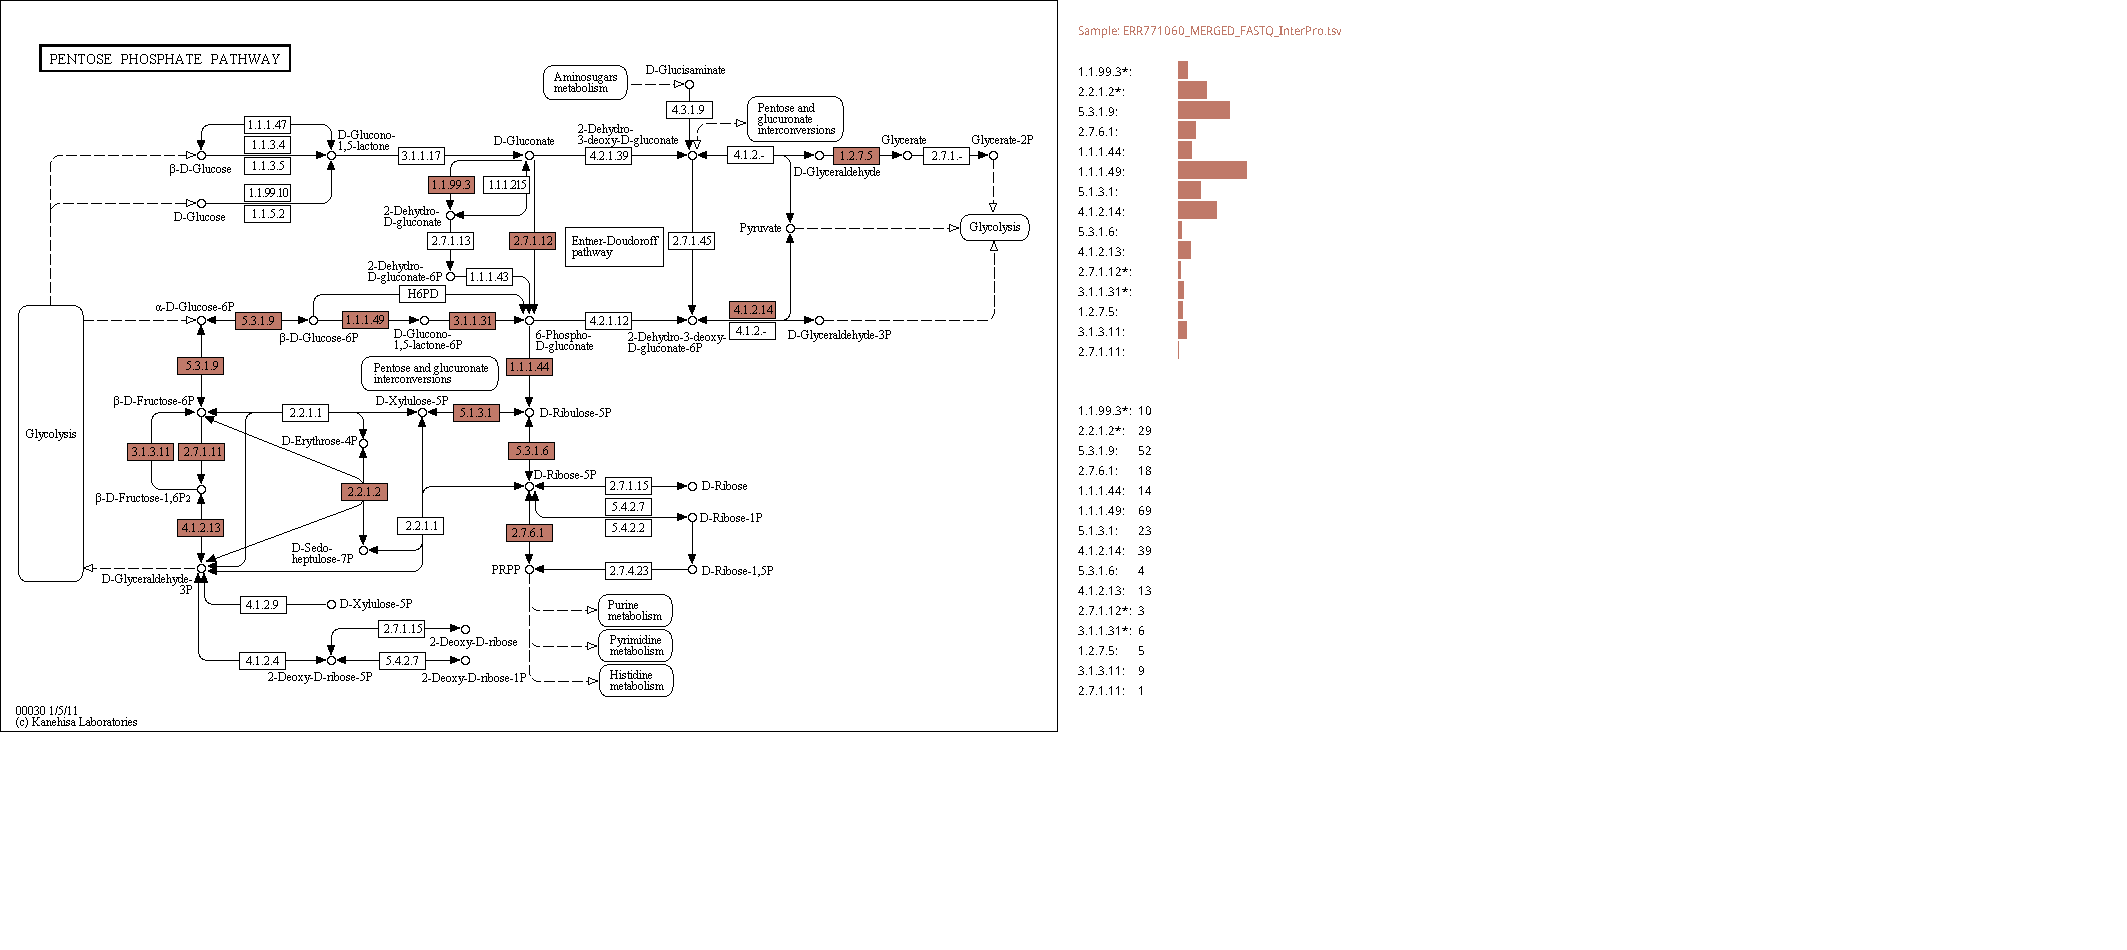 PENTOSE PHOSPHATE PATHWAY
Aminosugars
metabolism
D-Glucisaminate
4.3.1.9
Pentose and
glucuronate
interconversions
1.1.1.47
1.1.3.4
1.1.3.5
β-D-Glucose
D-Glucono-
1,5-lactone
3.1.1.17
D-Gluconate
4.2.1.39
2-Dehydro-
3-deoxy-D-gluconate
4.1.2.-
D-Glyceraldehyde
1.2.7.5
Glycerate
2.7.1.-
Glycerate-2P
1.1.99.10
1.1.5.2
D-Glucose
1.1.99.3
1.1.1.215
2-Dehydro-
D-gluconate
2.7.1.13
2.7.1.12
Entner-Doudoroff
pathway
2.7.1.45
Pyruvate
Glycolysis
2-Dehydro-
D-gluconate-6P
1.1.1.43
H6PD
α-D-Glucose-6P
5.3.1.9
β-D-Glucose-6P
1.1.1.49
D-Glucono-
1,5-lactone-6P
3.1.1.31
6-Phospho-
D-gluconate
4.2.1.12
2-Dehydro-3-deoxy-
D-gluconate-6P
4.1.2.14
4.1.2.-
D-Glyceraldehyde-3P
5.3.1.9
Pentose and glucuronate
interconversions
1.1.1.44
β-D-Fructose-6P
2.2.1.1
D-Xylulose-5P
5.1.3.1
D-Ribulose-5P
Glycolysis
D-Erythrose-4P
3.1.3.11
2.7.1.11
5.3.1.6
β-D-Fructose-1,6P2
2.2.1.2
D-Ribose-5P
2.7.1.15
D-Ribose
5.4.2.7
5.4.2.2
D-Ribose-1P
4.1.2.13
2.2.1.1
2.7.6.1
D-Sedo-
heptulose-7P
D-Glyceraldehyde-
3P
PRPP
2.7.4.23
D-Ribose-1,5P
4.1.2.9
D-Xylulose-5P
Purine
metabolism
2.7.1.15
2-Deoxy-D-ribose
Pyrimidine
metabolism
4.1.2.4
2-Deoxy-D-ribose-5P
5.4.2.7
2-Deoxy-D-ribose-1P
Histidine
metabolism
00030 1/5/11
(c) Kanehisa Laboratories
Sample: ERR771060_MERGED_FASTQ_InterPro.tsv
1.1.99.3*:
2.2.1.2*:
5.3.1.9:
2.7.6.1:
1.1.1.44:
1.1.1.49:
5.1.3.1:
4.1.2.14:
5.3.1.6:
4.1.2.13:
2.7.1.12*:
3.1.1.31*:
1.2.7.5:
3.1.3.11:
2.7.1.11:
1.1.99.3*: 10
2.2.1.2*: 29
5.3.1.9: 52
2.7.6.1: 18
1.1.1.44: 14
1.1.1.49: 69
5.1.3.1: 23
4.1.2.14: 39
5.3.1.6: 4
4.1.2.13: 13
2.7.1.12*: 3
3.1.1.31*: 6
1.2.7.5: 5
3.1.3.11: 9
2.7.1.11: 1